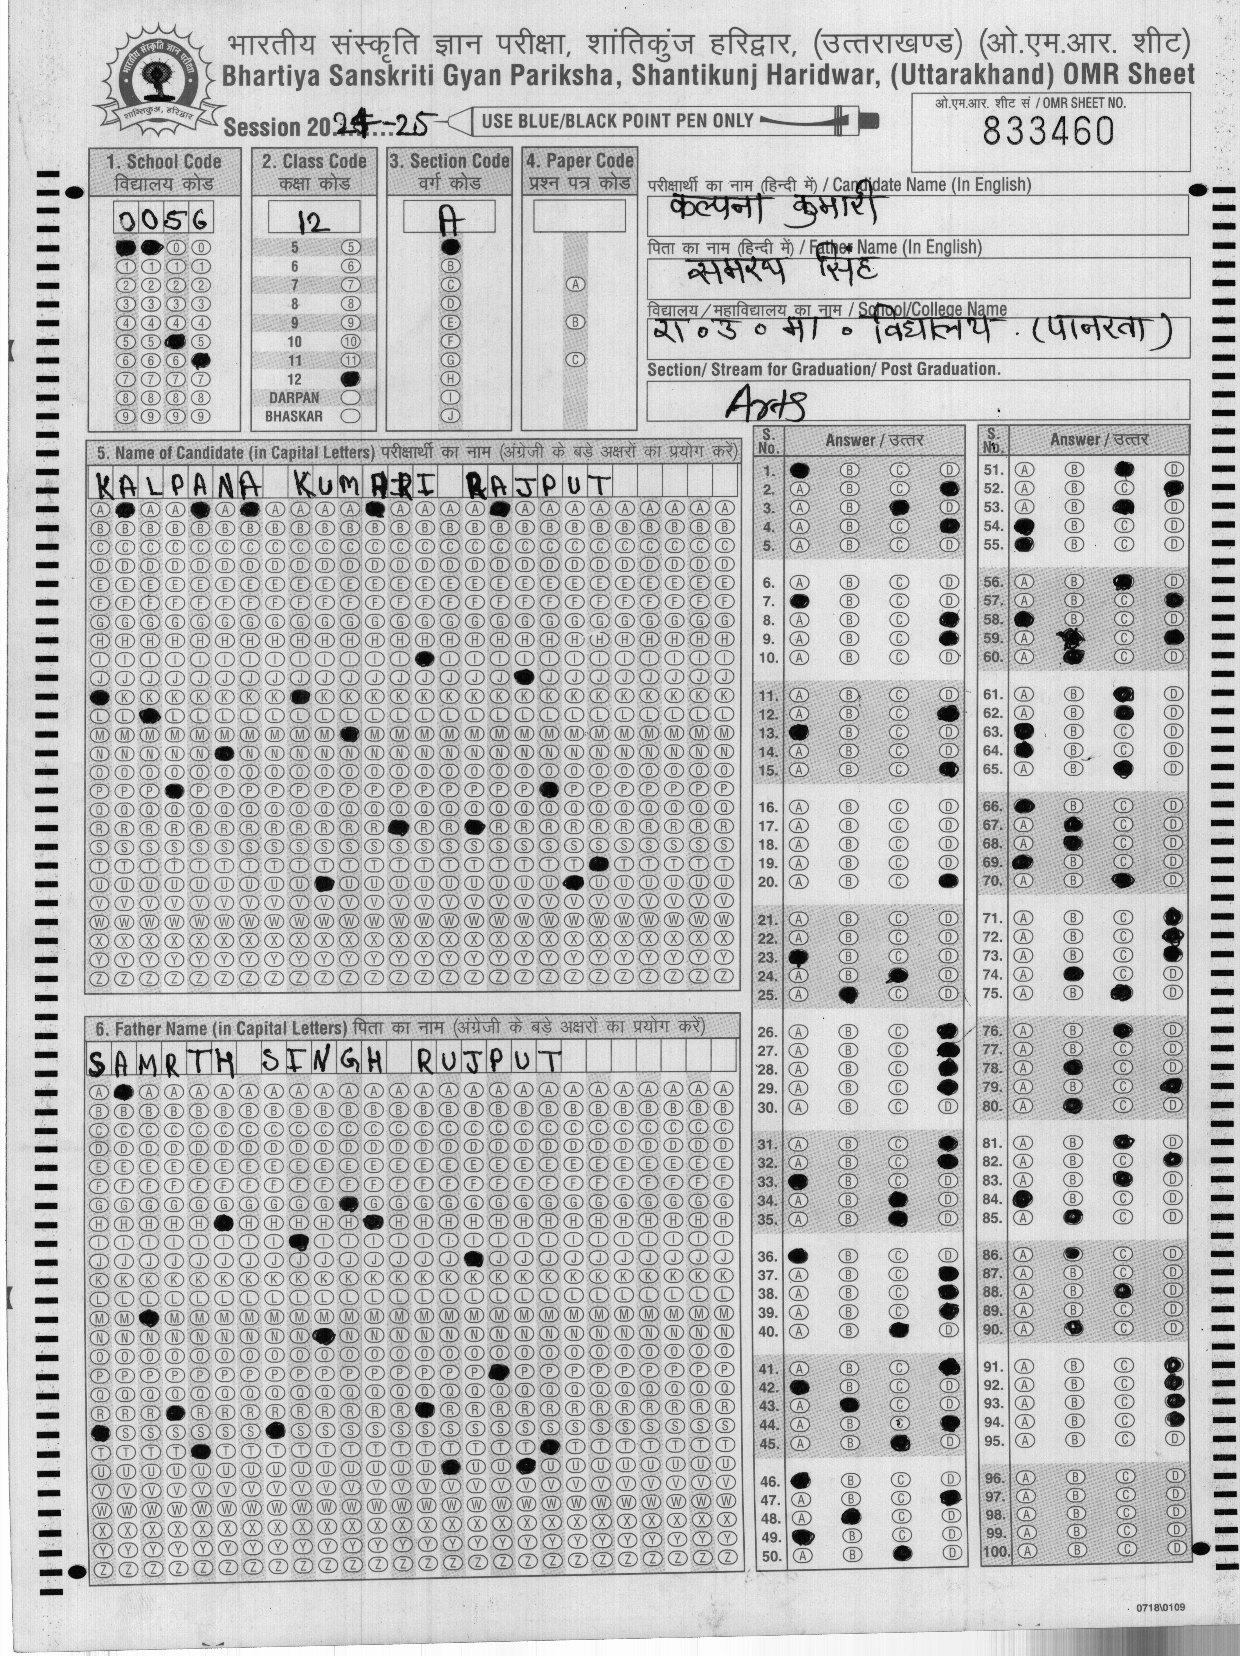 भारतीय संस्कृति ज्ञान परीक्षा, शांतिकुंज हरिद्वार, (उत्तराखण्ड) (ओ.एम.आर. शीट)
Bhartiya Sanskriti Gyan Pariksha, Shantikunj Haridwar, (Uttarakhand) OMR Sheet
Session 2024-25
USE BLUE/BLACK POINT PEN ONLY
ओ.एम.आर. शीट सं / OMR SHEET NO.
833460
1. School Code
विद्यालय कोड
0056
2. Class Code
कक्षा कोड
12
5
6
7
8
9
10
11
12
DARPAN
BHASKAR
3. Section Code
वर्ग कोड
A
4. Paper Code
प्रश्न पत्र कोड
A
B
C
परीक्षार्थी का नाम (हिन्दी में) / Candidate Name (In English)
कल्पना कुमारी
पिता का नाम (हिन्दी में) / Father Name (In English)
समरथ सिंह
विद्यालय/महाविद्यालय का नाम / School/College Name
रा॰उ॰मा॰ विद्यालय. (पानरवा)
Section/ Stream for Graduation/ Post Graduation.
Arts
5. Name of Candidate (in Capital Letters) परीक्षार्थी का नाम (अंग्रेजी के बड़े अक्षरों का प्रयोग करें)
KALPANA KUMARI RAJPUT
6. Father Name (in Capital Letters) पिता का नाम (अंग्रेजी के बड़े अक्षरों का प्रयोग करें)
SAMRTH SINGH RUJPUT
S. No. Answer / उत्तर
S. No. Answer / उत्तर
0718\0109